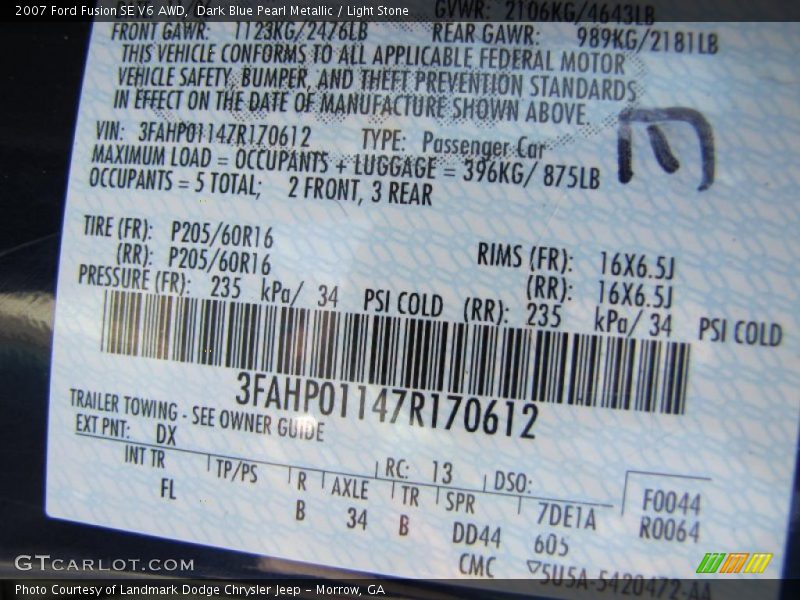 2007 Ford Fusion SE V6 AWD, Dark Blue Pearl Metallic / Light Stone
GVWR: 2106KG/4643LB
FRONT GAWR: 1123KG/2476LB REAR GAWR: 989KG/2181LB
THIS VEHICLE CONFORMS TO ALL APPLICABLE FEDERAL MOTOR
VEHICLE SAFETY, BUMPER, AND THEFT PREVENTION STANDARDS
IN EFFECT ON THE DATE OF MANUFACTURE SHOWN ABOVE.
VIN: 3FAHP01147R170612 TYPE: Passenger Car
MAXIMUM LOAD = OCCUPANTS + LUGGAGE = 396KG/ 875LB
OCCUPANTS = 5 TOTAL; 2 FRONT, 3 REAR
TIRE (FR): P205/60R16 RIMS (FR): 16X6.5J
(RR): P205/60R16 (RR): 16X6.5J
PRESSURE (FR): 235 kPa/ 34 PSI COLD (RR): 235 kPa/ 34 PSI COLD
3FAHP01147R170612
TRAILER TOWING - SEE OWNER GUIDE
EXT PNT: DX RC: 13 DSO: F0044
INT TR TP/PS R AXLE TR SPR 7DE1A R0064
FL B 34 B DD44 605
CMC ▽5U5A-5420472-AA
GTCARLOT.COM
Photo Courtesy of Landmark Dodge Chrysler Jeep – Morrow, GA